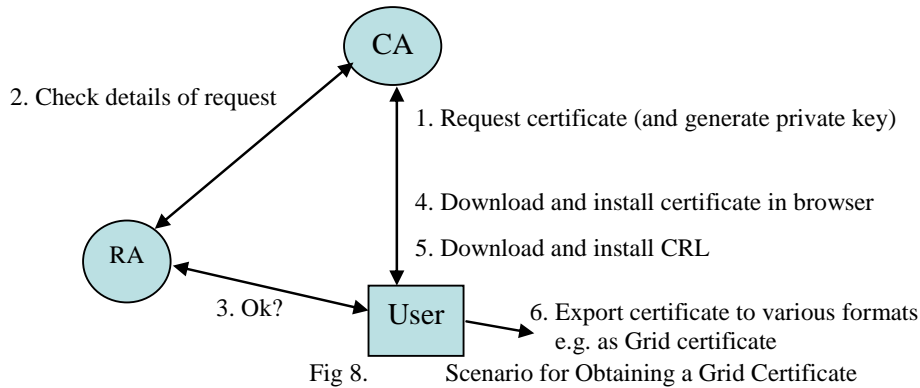 CA
2. Check details of request
1. Request certificate (and generate private key)
4. Download and install certificate in browser
5. Download and install CRL
RA
3. Ok?
User
6. Export certificate to various formats
e.g. as Grid certificate
Fig 8. Scenario for Obtaining a Grid Certificate